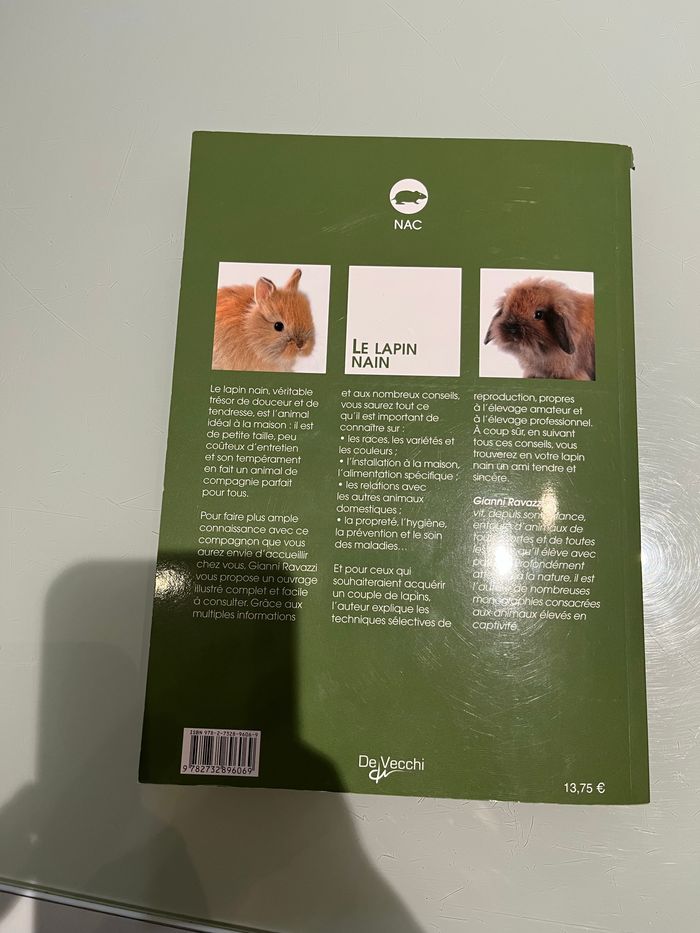 NAC
LE LAPIN
NAIN
Le lapin nain, véritable
trésor de douceur et de
tendresse, est l'animal
idéal à la maison : il est
de petite taille, peu
coûteux d'entretien
et son tempérament
en fait un animal de
compagnie parfait
pour tous.
Pour faire plus ample
connaissance avec ce
compagnon que vous
aurez envie d'accueillir
chez vous, Gianni Ravazzi
vous propose un ouvrage
illustré complet et facile
à consulter. Grâce aux
multiples informations
et aux nombreux conseils,
vous saurez tout ce
qu'il est important de
connaître sur :
• les races, les variétés et
les couleurs ;
• l'installation à la maison,
l'alimentation spécifique ;
• les relations avec
les autres animaux
domestiques ;
• la propreté, l'hygiène,
la prévention et le soin
des maladies...
Et pour ceux qui
souhaiteraient acquérir
un couple de lapins,
l'auteur explique les
techniques sélectives de
reproduction, propres
à l'élevage amateur et
à l'élevage professionnel.
À coup sûr, en suivant
tous ces conseils, vous
trouverez en votre lapin
nain un ami tendre et
sincère.
Gianni Ravazzi
vit, depuis son enfance,
entouré d'animaux de
toutes sortes et de toutes
les qu'il élève avec
profondément
à la nature, il est
l'auteur de nombreuses
monographies consacrées
aux animaux élevés en
captivité.
ISBN 978-2-7328-9606-9
9 782732 896069
De Vecchi
13,75 €